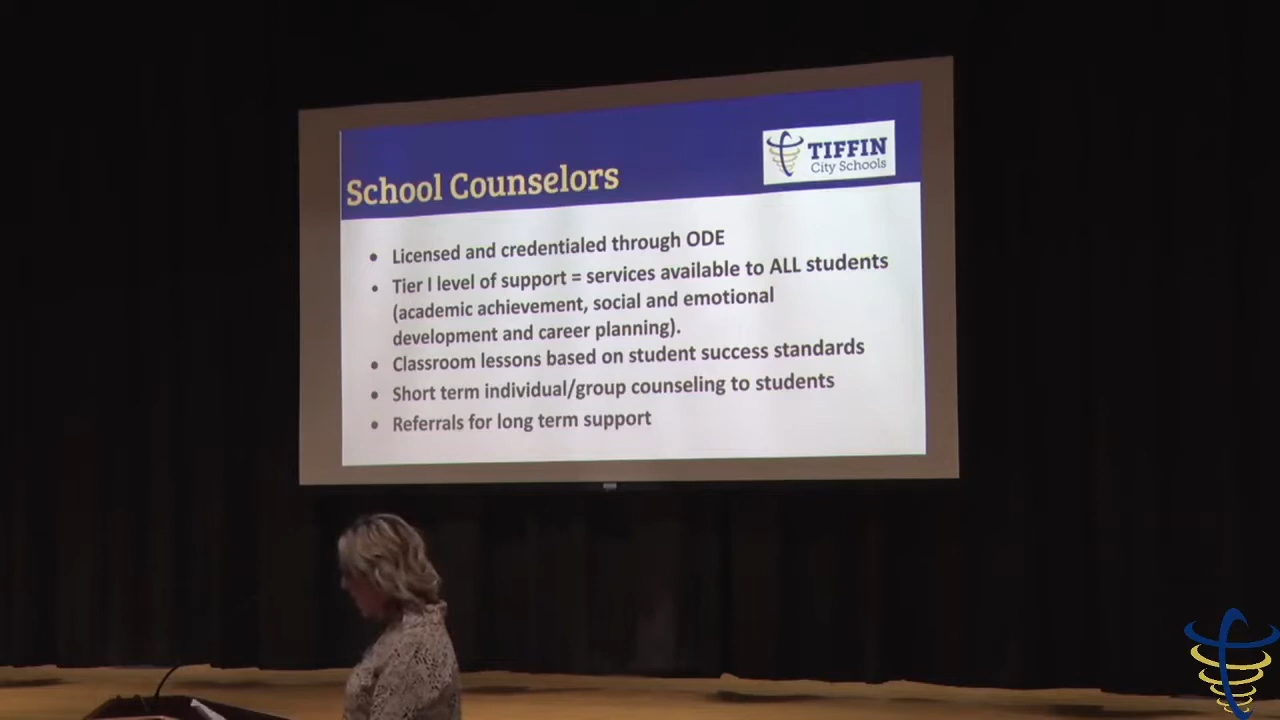 TIFFIN
City Schools
School Counselors
• Licensed and credentialed through ODE
• Tier I level of support = services available to ALL students
(academic achievement, social and emotional
development and career planning).
• Classroom lessons based on student success standards
• Short term individual/group counseling to students
• Referrals for long term support